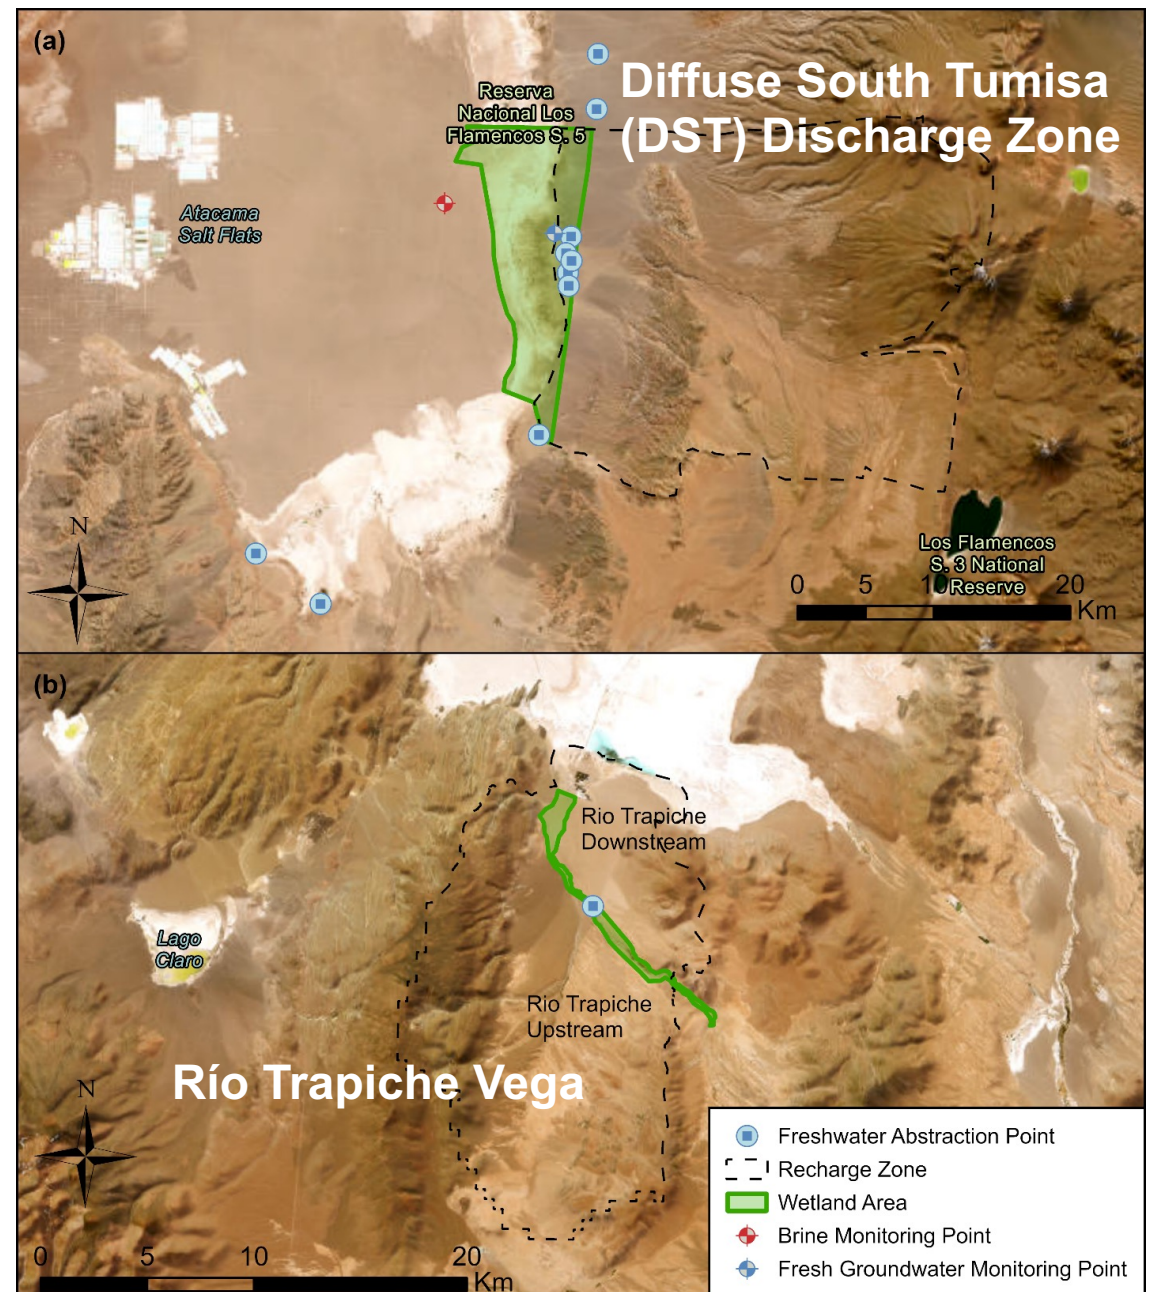 (a)
Diffuse South Tumisa
(DST) Discharge Zone
Reserva
Nacional Los
Flamencos S. 5
Atacama
Salt Flats
Los Flamencos
S. 3 National
Reserve
N
0 5 10 20
Km
(b)
Rio Trapiche
Downstream
Lago
Claro
Rio Trapiche
Upstream
Río Trapiche Vega
N
0 5 10 20
Km
Freshwater Abstraction Point
Recharge Zone
Wetland Area
Brine Monitoring Point
Fresh Groundwater Monitoring Point